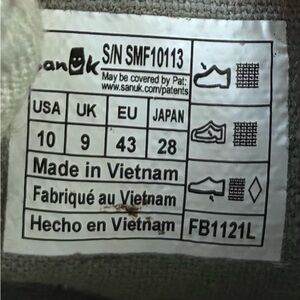 sanuk S/N SMF10113
May be covered by Pat:
www.sanuk.com/patents
USA UK EU JAPAN
10 9 43 28
Made in Vietnam
Fabriqué au Vietnam
Hecho en Vietnam FB1121L